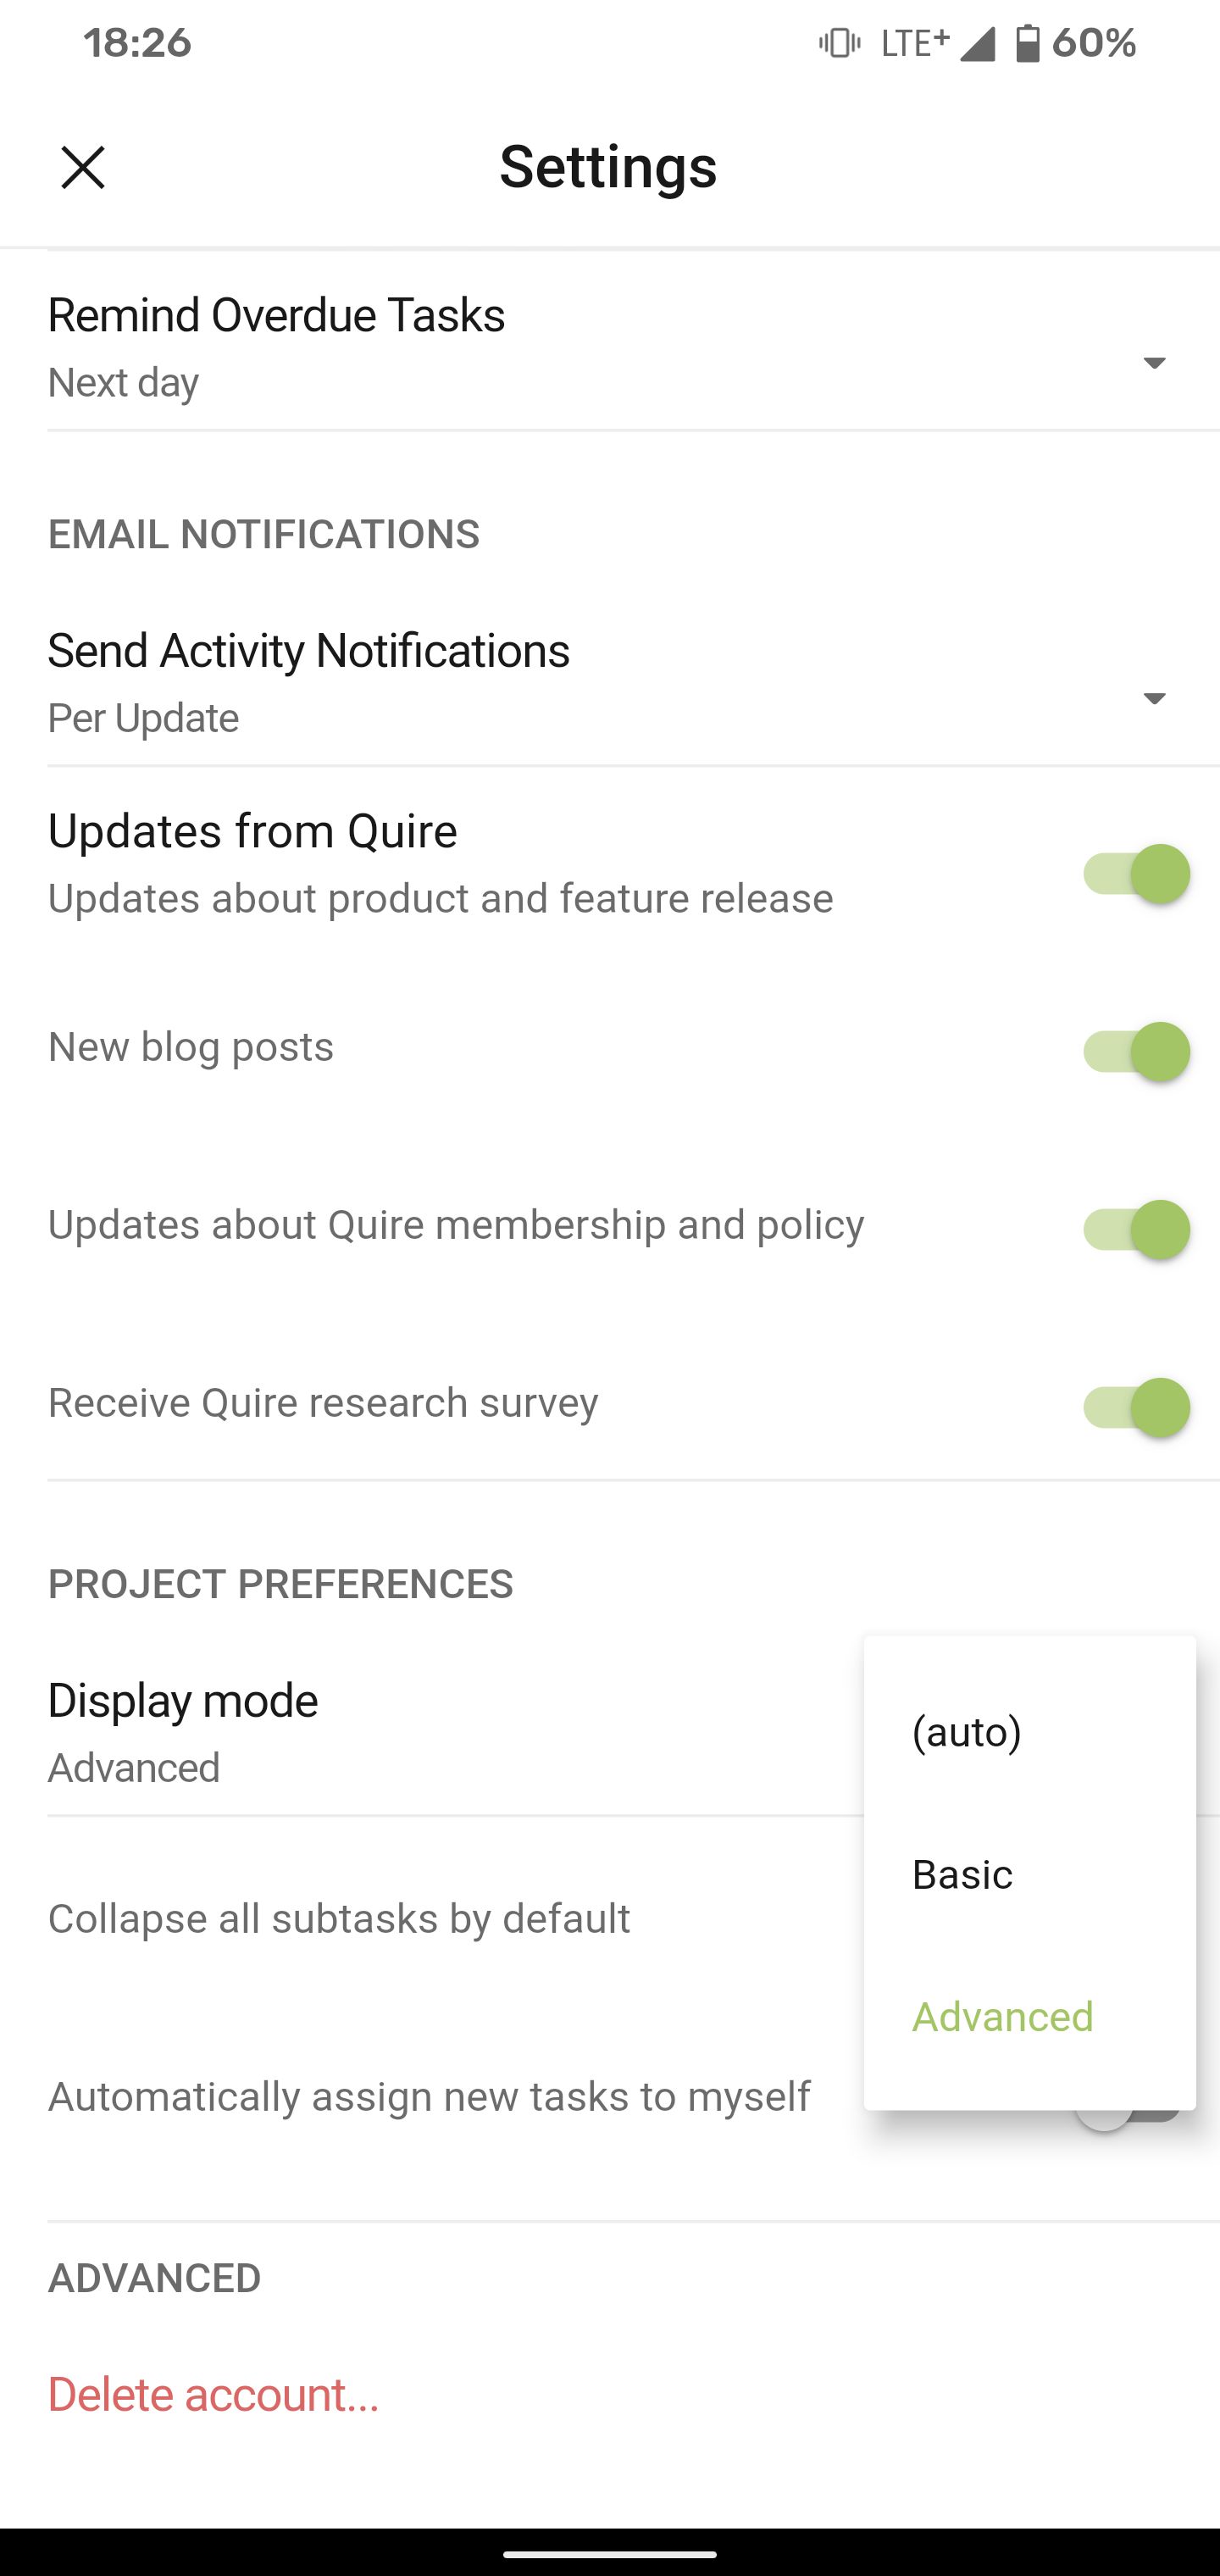 18:26 LTE+ 60%
Settings
Remind Overdue Tasks
Next day
EMAIL NOTIFICATIONS
Send Activity Notifications
Per Update
Updates from Quire
Updates about product and feature release
New blog posts
Updates about Quire membership and policy
Receive Quire research survey
PROJECT PREFERENCES
Display mode
Advanced
(auto)
Basic
Advanced
Collapse all subtasks by default
Automatically assign new tasks to myself
ADVANCED
Delete account...